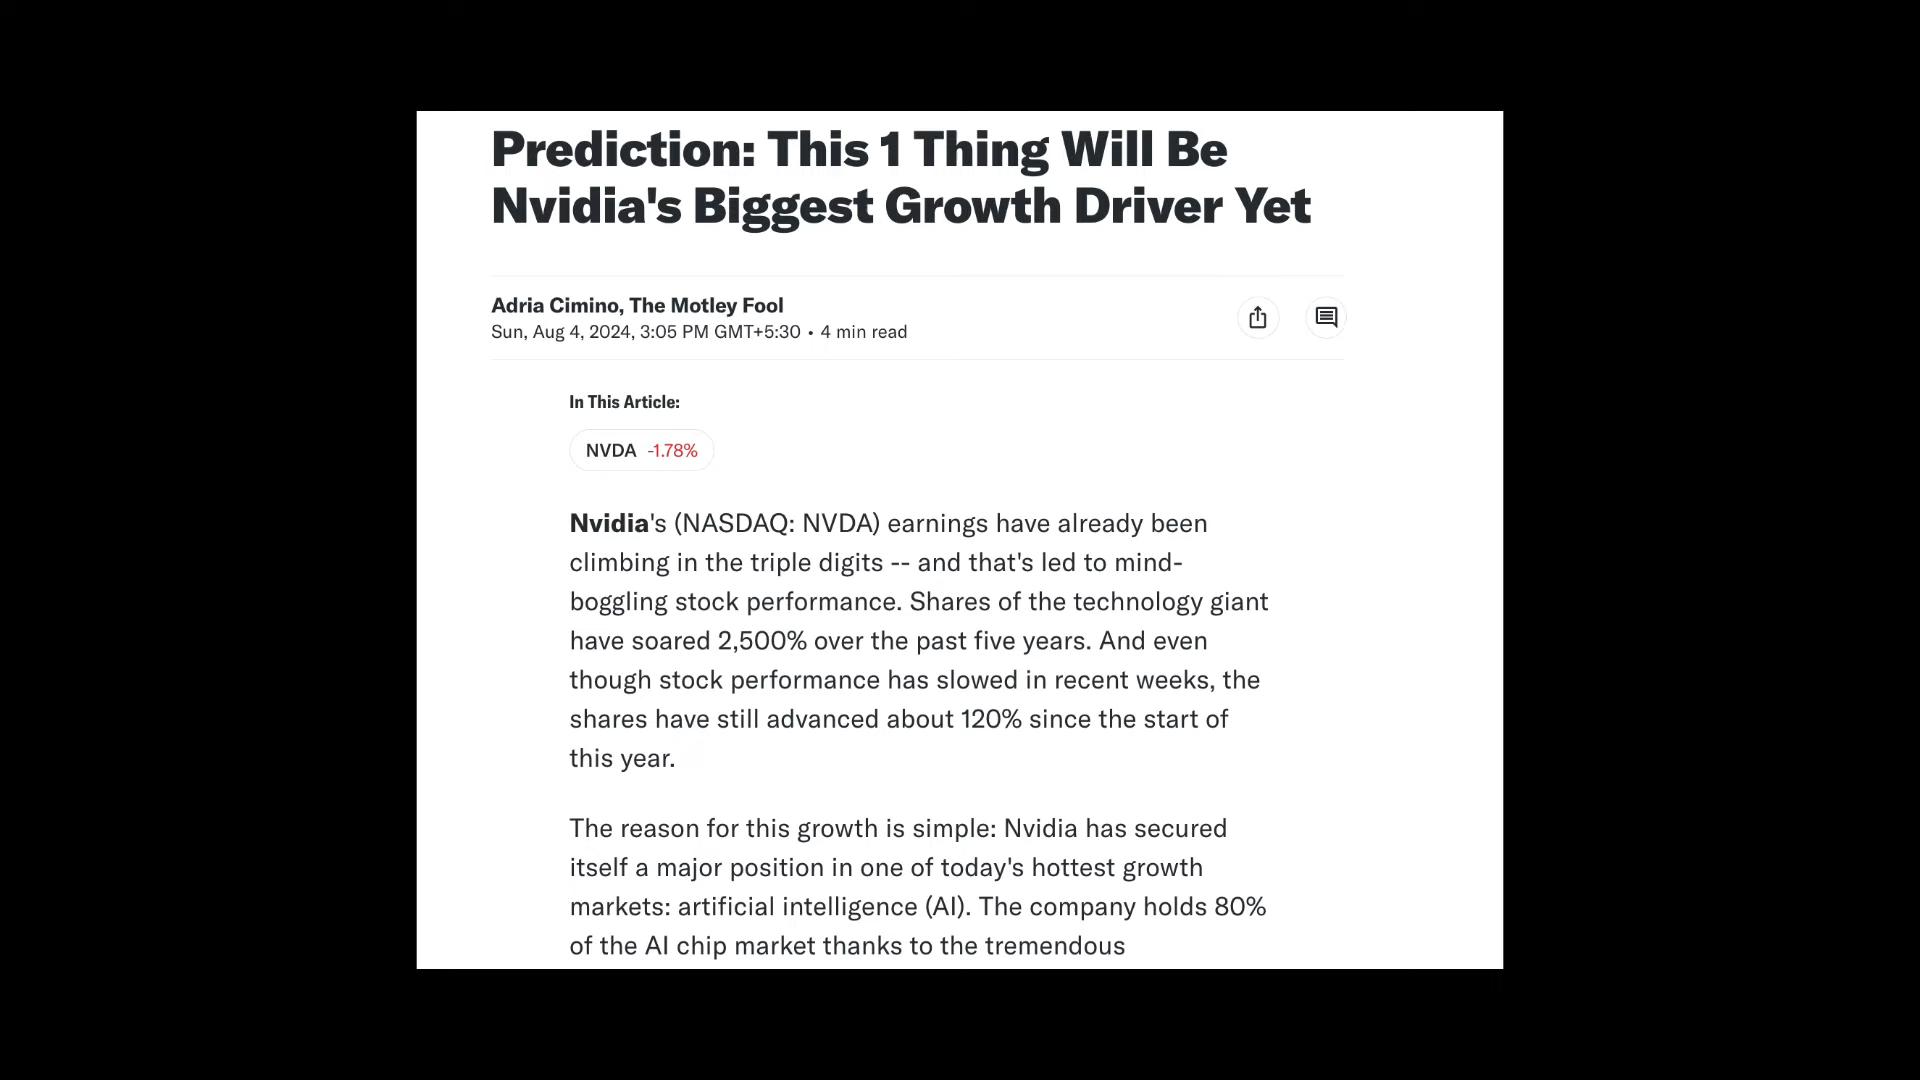 Prediction: This 1 Thing Will Be
Nvidia's Biggest Growth Driver Yet
Adria Cimino, The Motley Fool
Sun, Aug 4, 2024, 3:05 PM GMT+5:30 • 4 min read
In This Article:
NVDA -1.78%
Nvidia's (NASDAQ: NVDA) earnings have already been
climbing in the triple digits -- and that's led to mind-
boggling stock performance. Shares of the technology giant
have soared 2,500% over the past five years. And even
though stock performance has slowed in recent weeks, the
shares have still advanced about 120% since the start of
this year.
The reason for this growth is simple: Nvidia has secured
itself a major position in one of today's hottest growth
markets: artificial intelligence (AI). The company holds 80%
of the AI chip market thanks to the tremendous